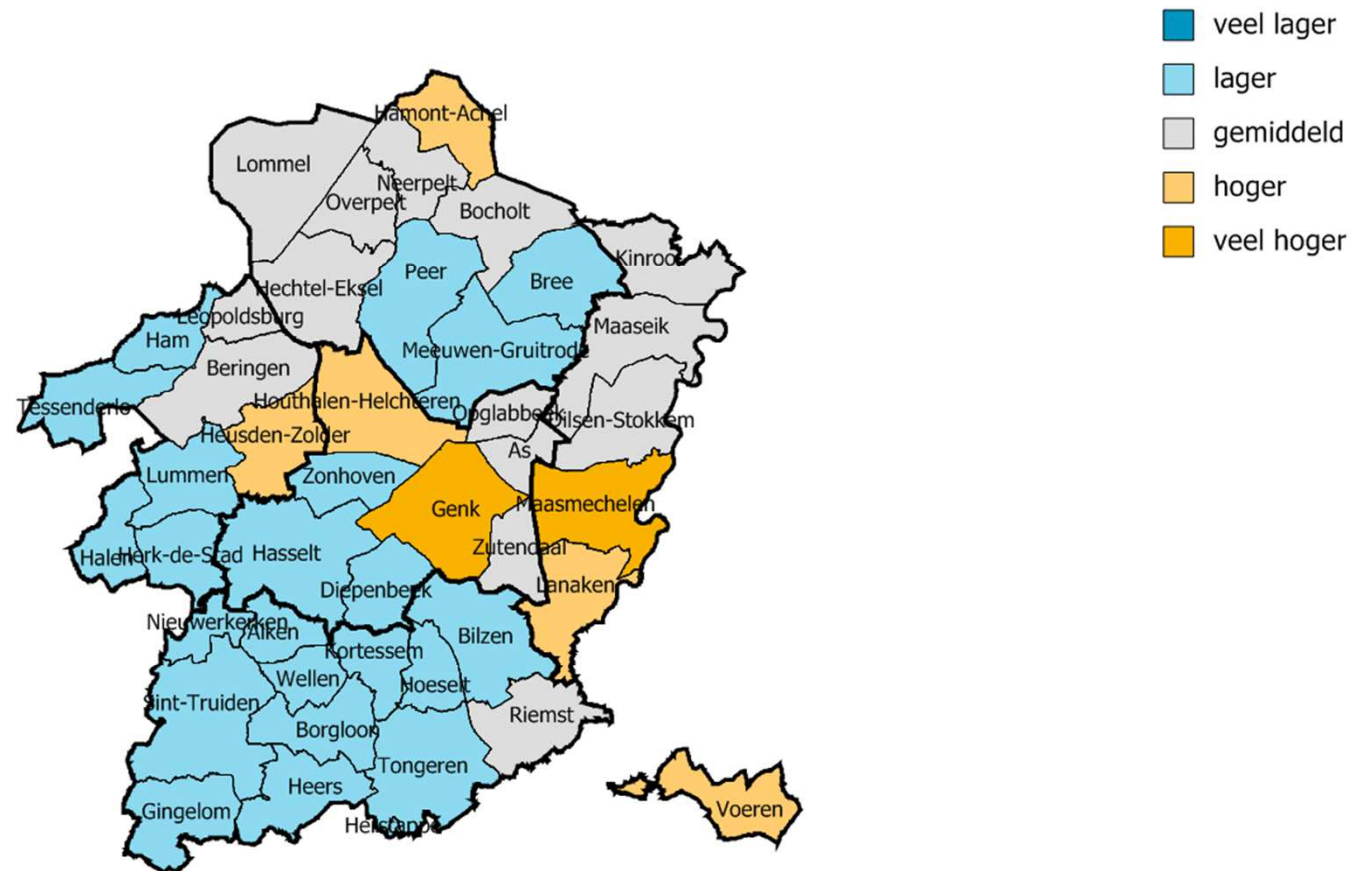 veel lager
lager
gemiddeld
hoger
veel hoger
Hamont-Achel
Lommel
Neerpelt
Overpelt
Bocholt
Kinrooi
Peer
Bree
Hechtel-Eksel
Leopoldsburg
Maaseik
Ham
Meeuwen-Gruitrode
Beringen
Houthalen-Helchteren
Tessenderlo
Opglabbeek
Dilsen-Stokkem
Heusden-Zolder
As
Lummen
Zonhoven
Genk
Maasmechelen
Zutendaal
Halen
Herk-de-Stad
Hasselt
Lanaken
Diepenbeek
Nieuwerkerken
Alken
Bilzen
Kortessem
Wellen
Hoeselt
Sint-Truiden
Riemst
Borgloon
Tongeren
Heers
Gingelom
Voeren
Herstappe